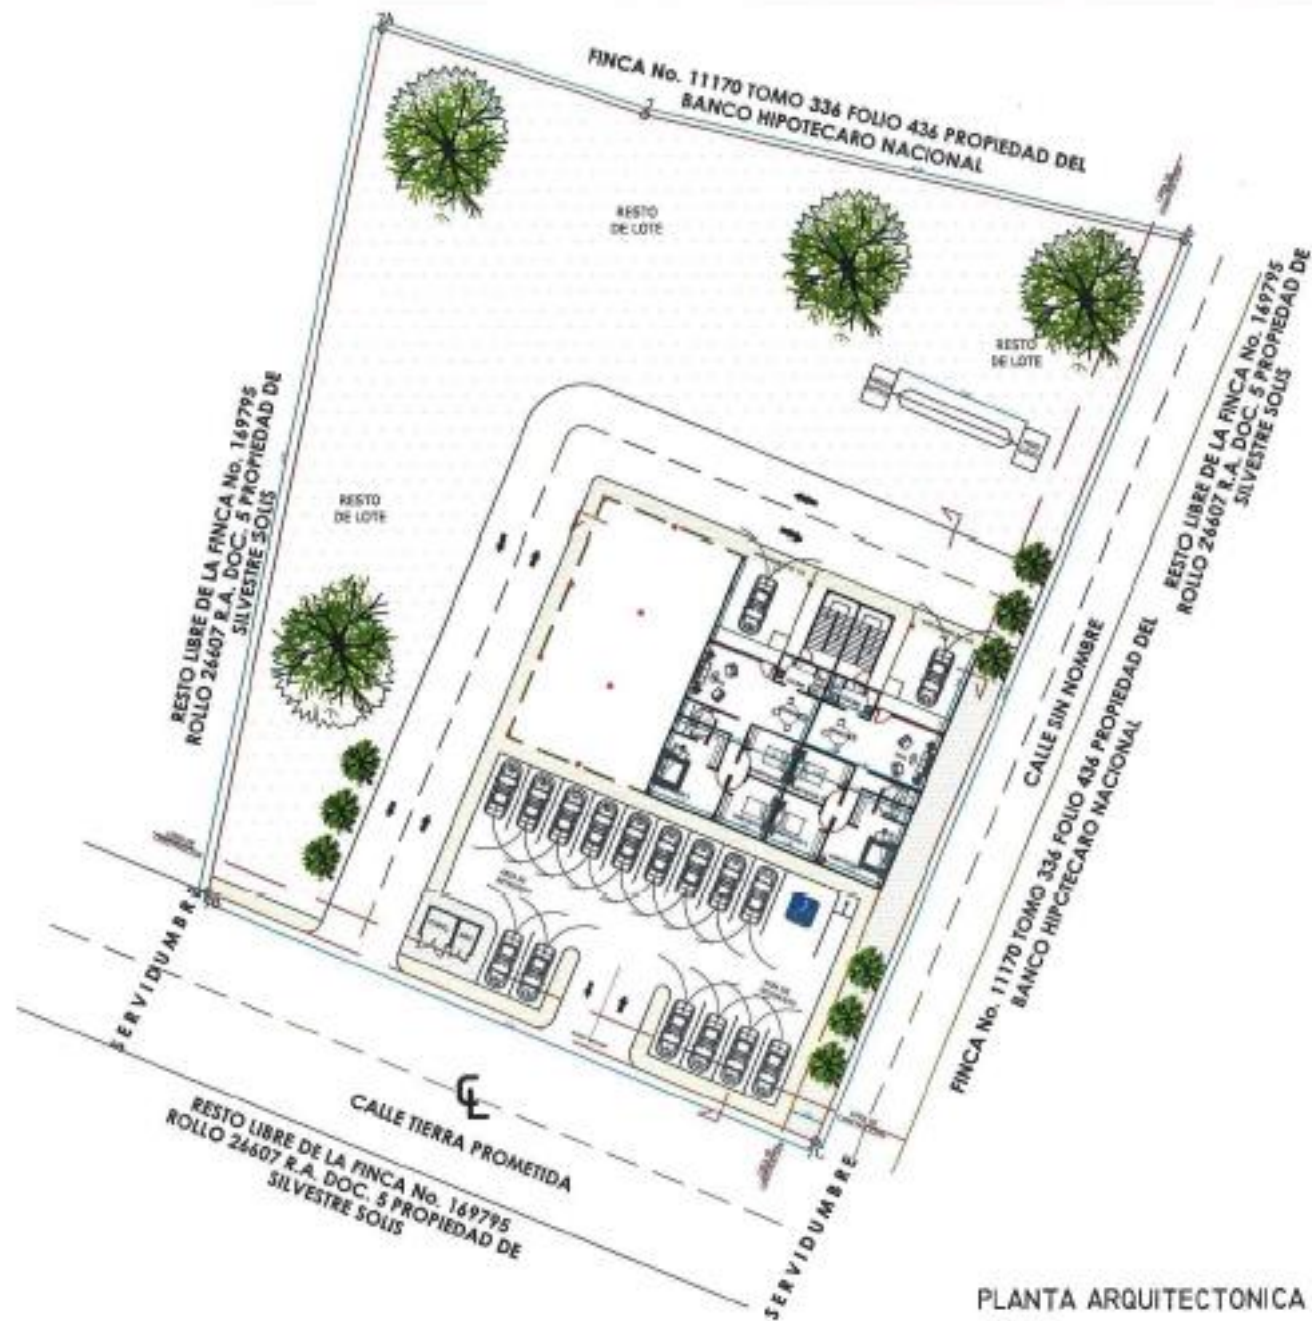 FINCA No. 11170 TOMO 336 FOLIO 436 PROPIEDAD DEL
BANCO HIPOTECARO NACIONAL
RESTO
DE LOTE
RESTO
DE LOTE
RESTO
DE LOTE
RESTO LIBRE DE LA FINCA No. 169795
ROLLO 26607 R.A. DOC. 5 PROPIEDAD DE
SILVESTRE SOLIS
RESTO LIBRE DE LA FINCA No. 169795
ROLLO 26607 R.A. DOC. 5 PROPIEDAD DE
SILVESTRE SOLIS
CALLE SIN NOMBRE
FINCA No. 11170 TOMO 336 FOLIO 436 PROPIEDAD DEL
BANCO HIPOTECARO NACIONAL
SERVIDUMBRE
CALLE TIERRA PROMETIDA
RESTO LIBRE DE LA FINCA No. 169795
ROLLO 26607 R.A. DOC. 5 PROPIEDAD DE
SILVESTRE SOLIS
SERVIDUMBRE
PLANTA ARQUITECTONICA